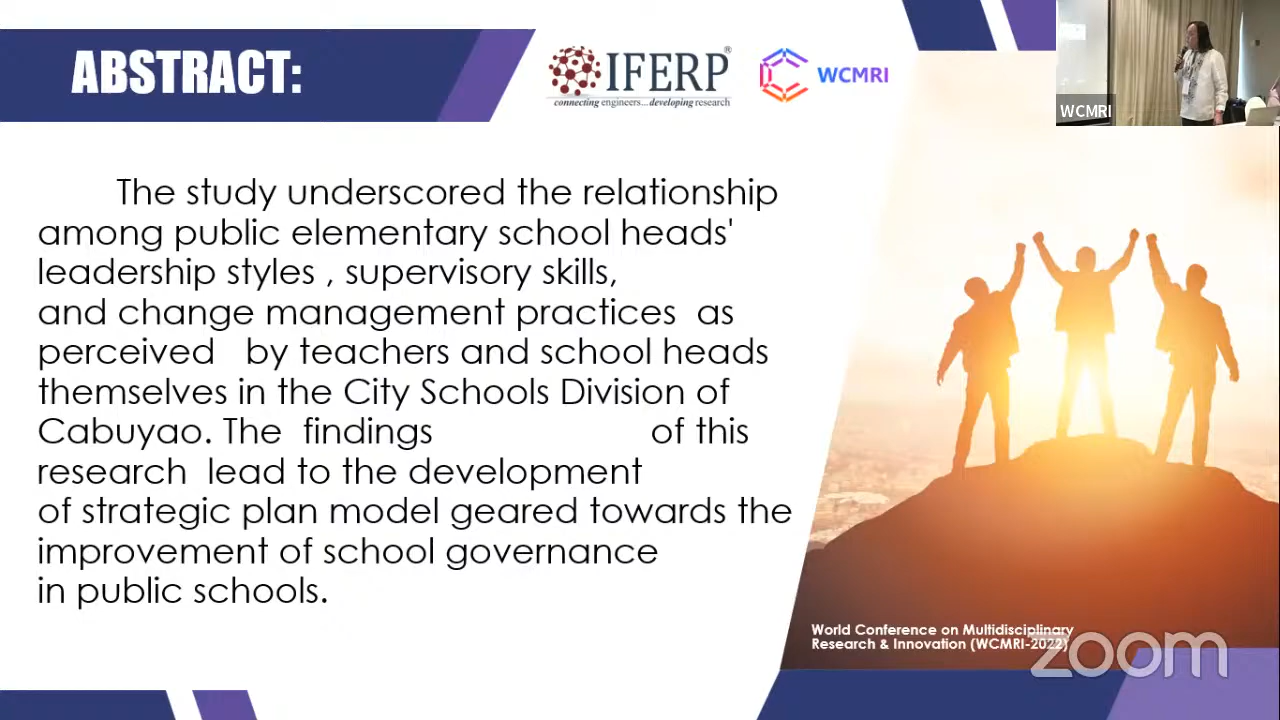 ABSTRACT:
IFERP®
connecting engineers...developing research
WCMRI
WCMRI
The study underscored the relationship
among public elementary school heads'
leadership styles , supervisory skills,
and change management practices as
perceived by teachers and school heads
themselves in the City Schools Division of
Cabuyao. The findings of this
research lead to the development
of strategic plan model geared towards the
improvement of school governance
in public schools.
World Conference on Multidisciplinary
Research & Innovation (WCMRI-2022)
zoom